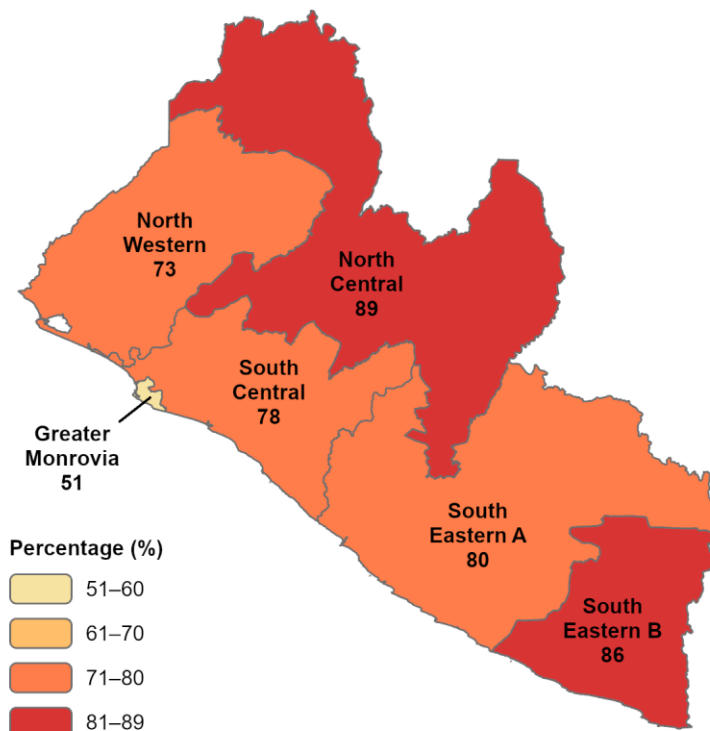 North
Western
73
North
Central
89
South
Central
78
Greater
Monrovia
51
South
Eastern A
80
South
Eastern B
86
Percentage (%)
51–60
61–70
71–80
81–89